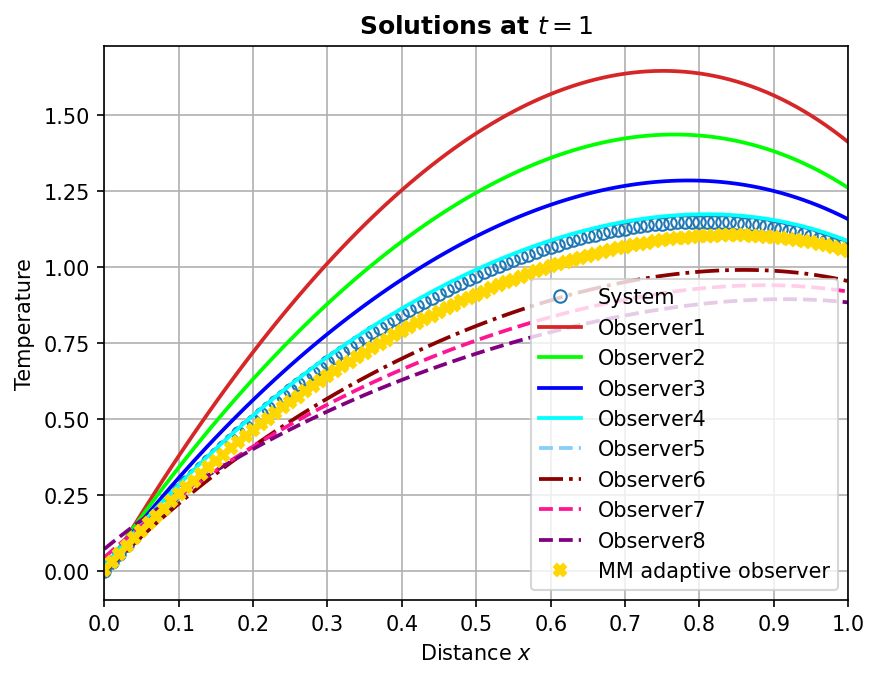 Solutions at t = 1
Temperature
1.50
1.25
1.00
0.75
0.50
0.25
0.00
System
Observer1
Observer2
Observer3
Observer4
Observer5
Observer6
Observer7
Observer8
MM adaptive observer
0.0 0.1 0.2 0.3 0.4 0.5 0.6 0.7 0.8 0.9 1.0
Distance x